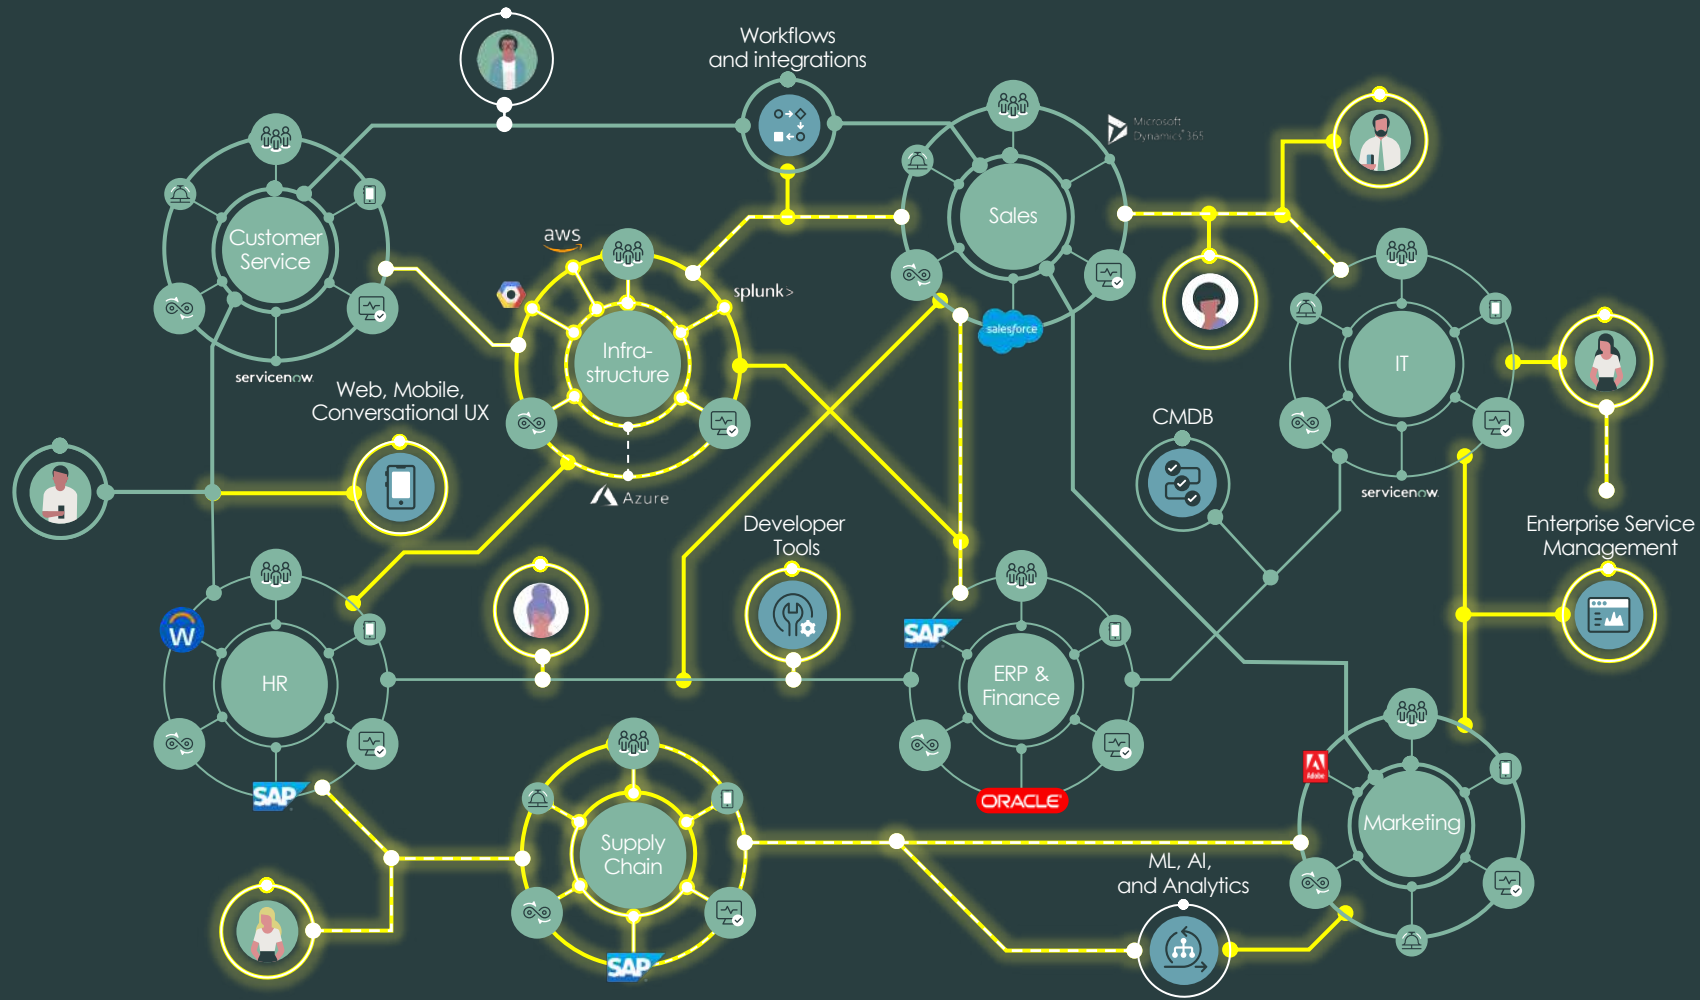 Workflows
and integrations
Microsoft
Dynamics 365
Customer
Service
Sales
aws
splunk>
salesforce
Infra-
structure
IT
servicenow.
Web, Mobile,
Conversational UX
CMDB
Azure
servicenow.
Developer
Tools
Enterprise Service
Management
W
SAP
HR
ERP &
Finance
Adobe
SAP
ORACLE
Marketing
Supply
Chain
ML, AI,
and Analytics
SAP